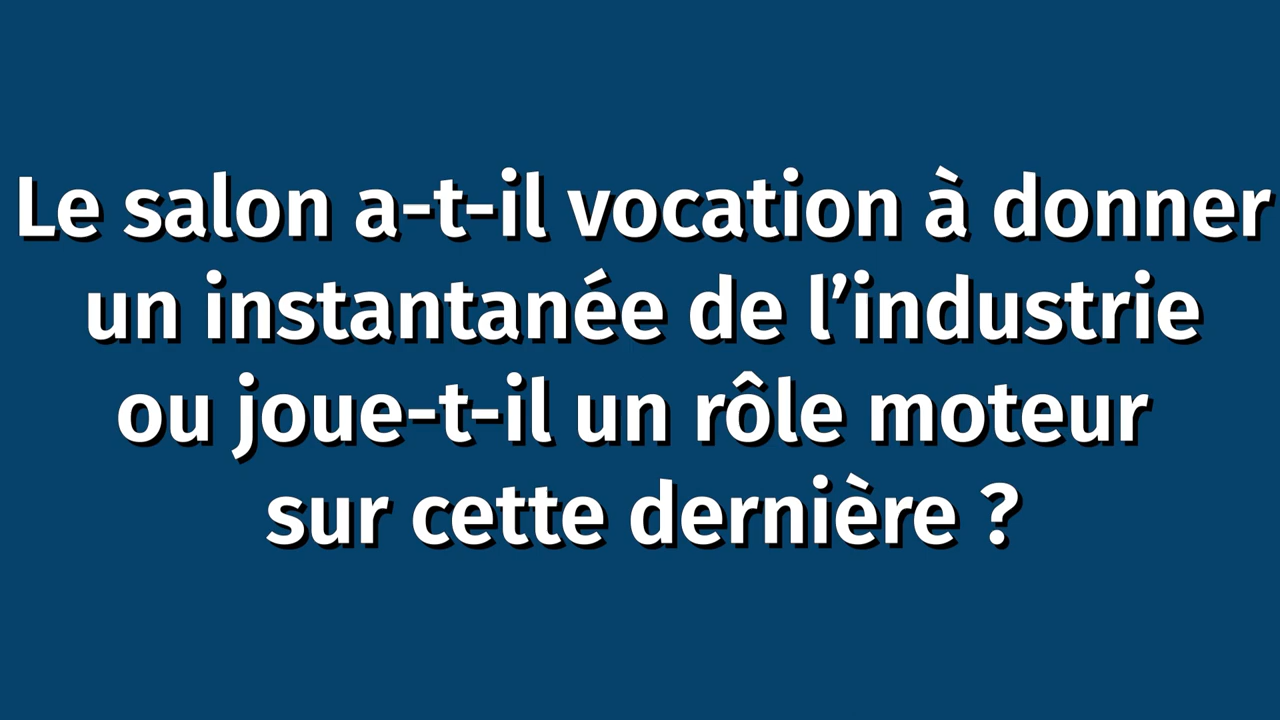 Le salon a-t-il vocation à donner
un instantanée de l’industrie
ou joue-t-il un rôle moteur
sur cette dernière ?